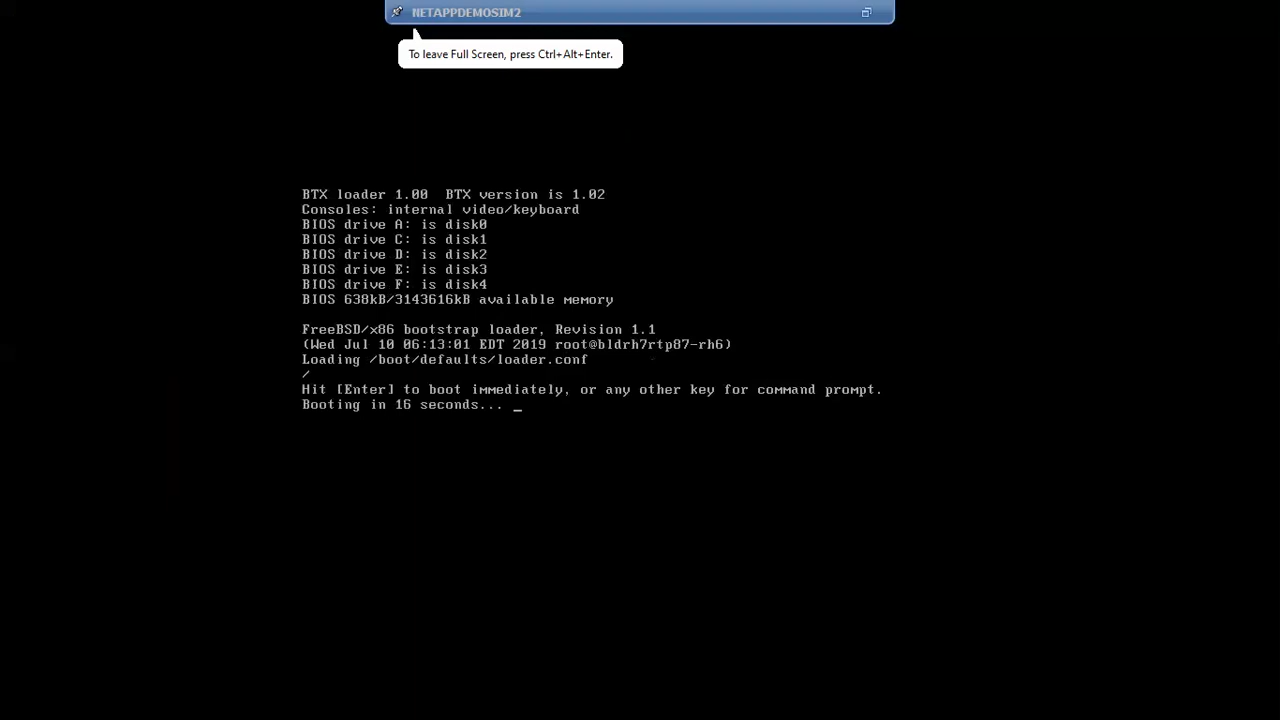 NETAPPDEMOSIM2
To leave Full Screen, press Ctrl+Alt+Enter.
BTX loader 1.00  BTX version is 1.02
Consoles: internal video/keyboard
BIOS drive A: is disk0
BIOS drive C: is disk1
BIOS drive D: is disk2
BIOS drive E: is disk3
BIOS drive F: is disk4
BIOS 638kB/3143616kB available memory
FreeBSD/x86 bootstrap loader, Revision 1.1
(Wed Jul 10 06:13:01 EDT 2019 root@bldrh7rtp87-rh6)
Loading /boot/defaults/loader.conf
/
Hit [Enter] to boot immediately, or any other key for command prompt.
Booting in 16 seconds... _